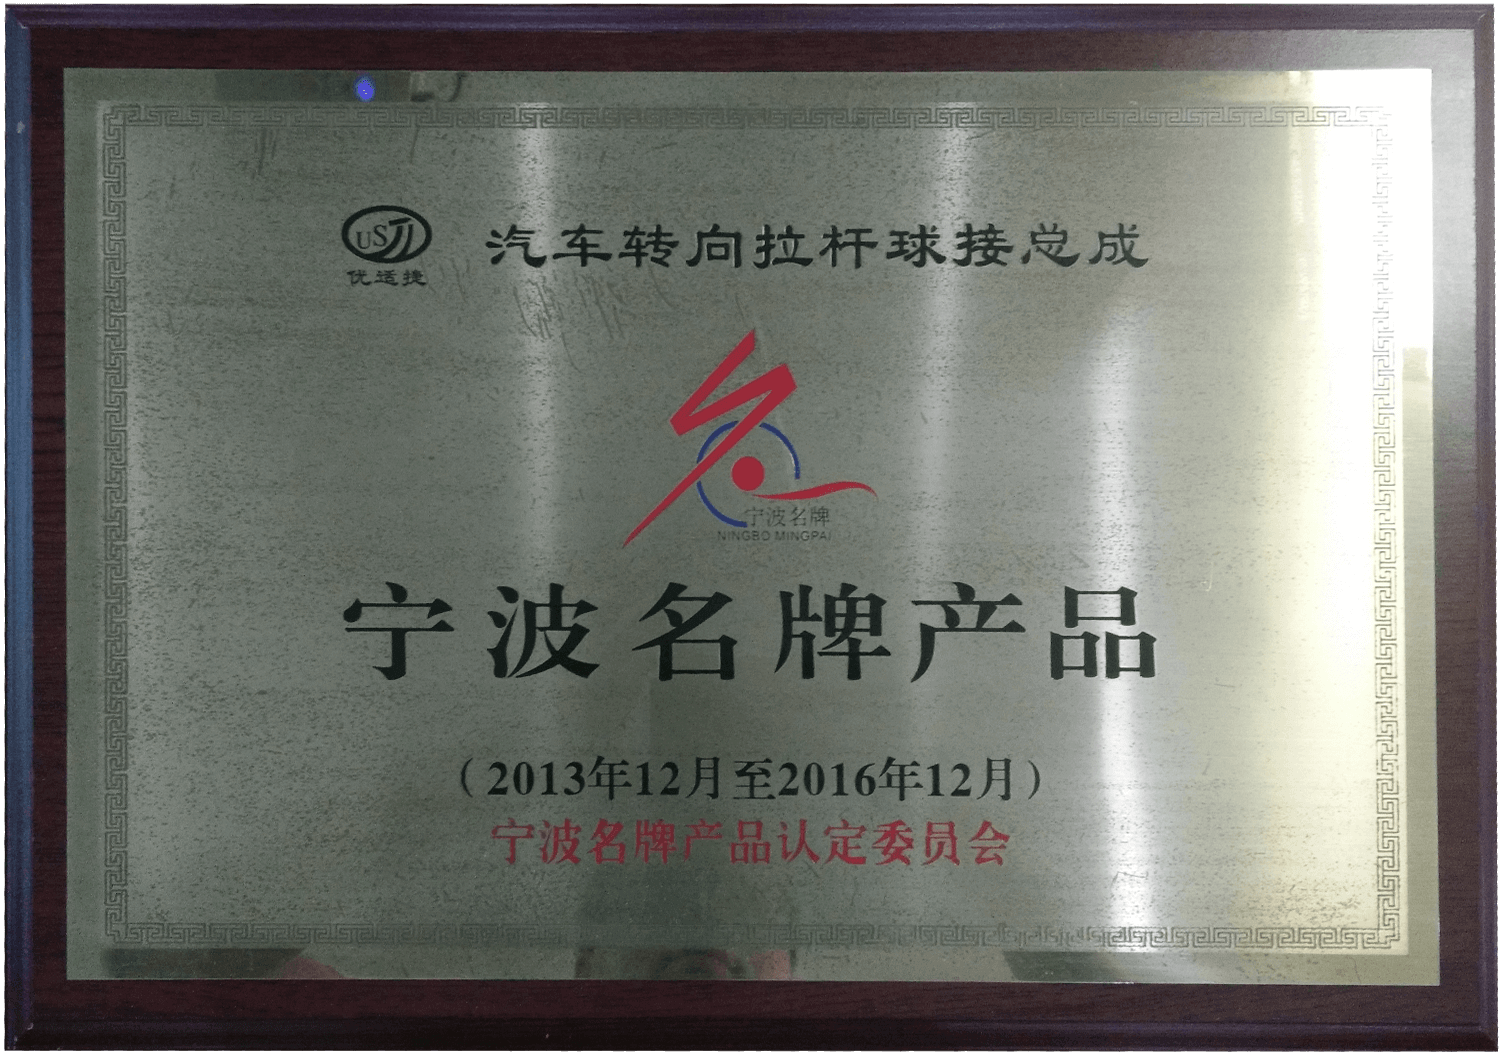 USJ
优适捷
汽车转向拉杆球接总成
宁波名牌
NINGBO MINGPAI
宁波名牌产品
（2013年12月至2016年12月）
宁波名牌产品认定委员会